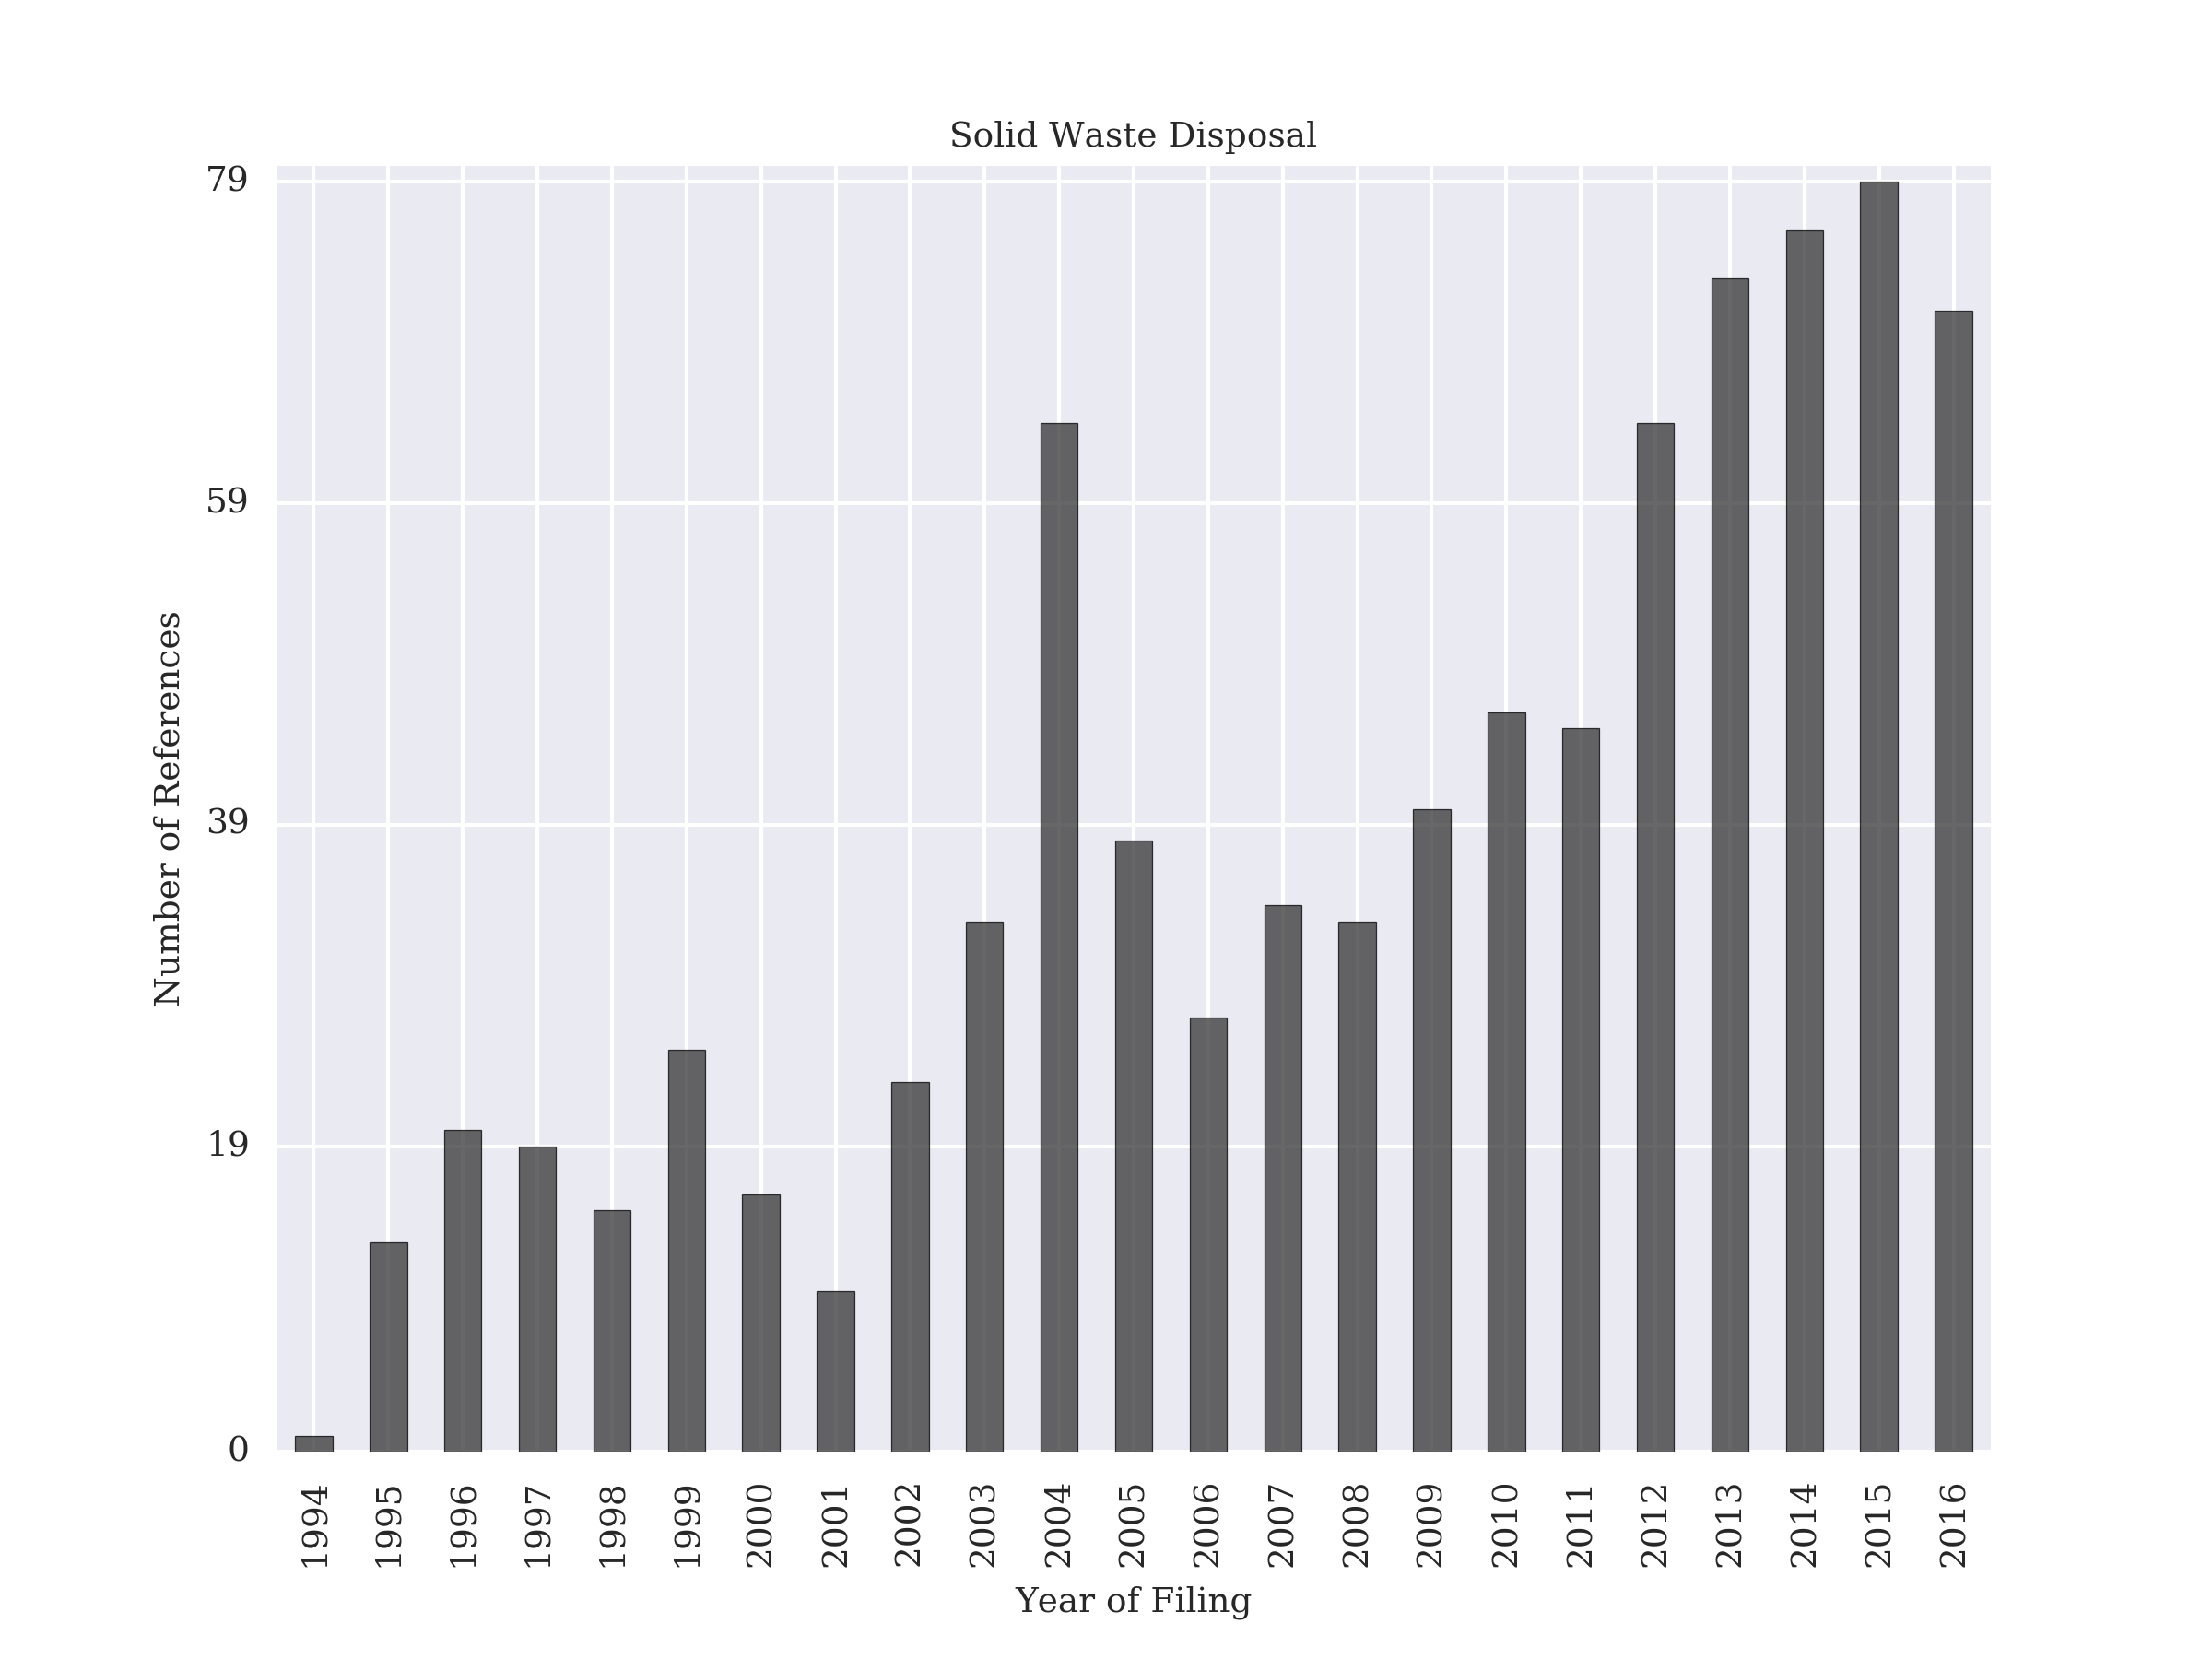 Solid Waste Disposal
79
59
39
19
0
Number of References
1994 1995 1996 1997 1998 1999 2000 2001 2002 2003 2004 2005 2006 2007 2008 2009 2010 2011 2012 2013 2014 2015 2016
Year of Filing